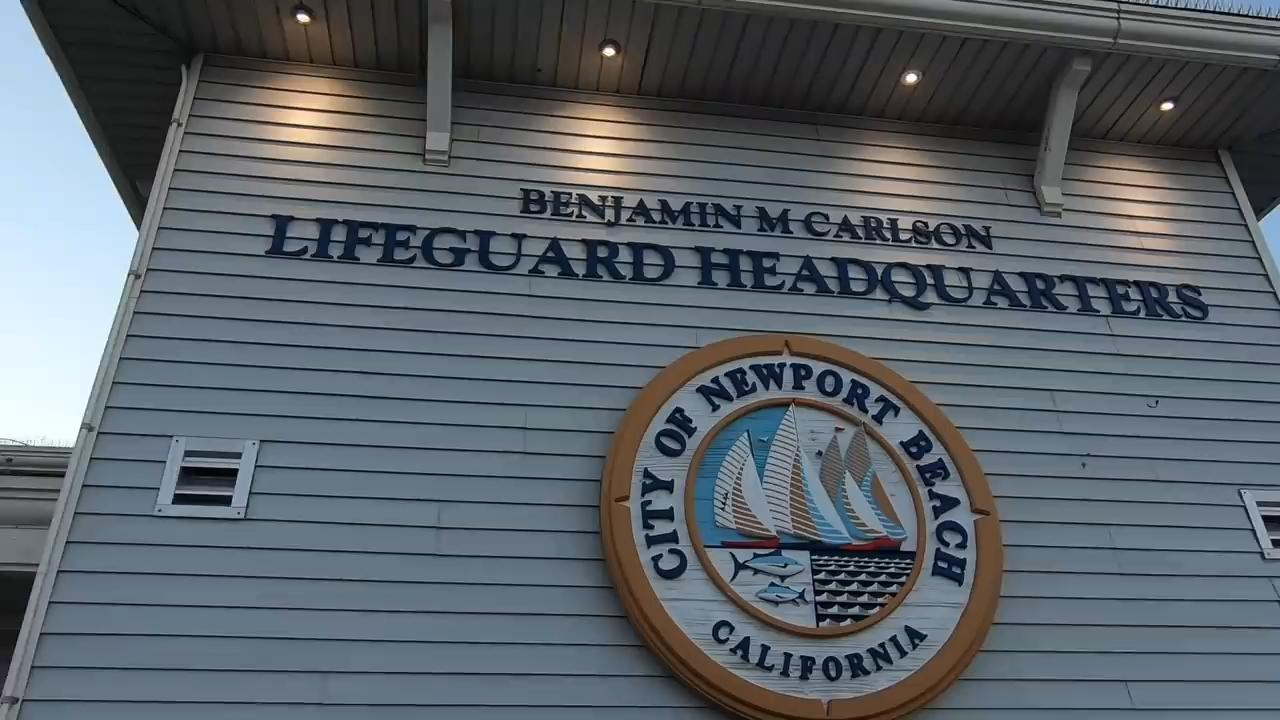 BENJAMIN M CARLSON
LIFEGUARD HEADQUARTERS
CITY OF NEWPORT BEACH
CALIFORNIA